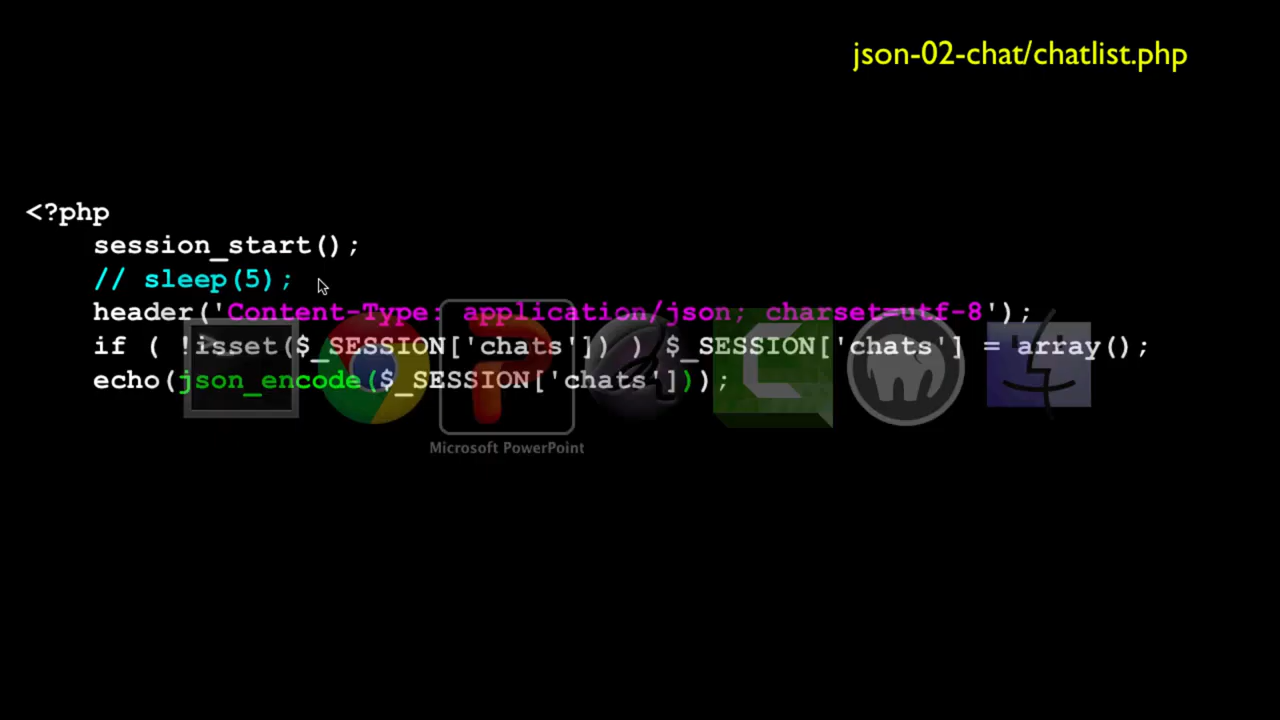 json-02-chat/chatlist.php
<?php
session_start();
// sleep(5);
header('Content-Type: application/json; charset=utf-8');
if ( !isset($_SESSION['chats']) ) $_SESSION['chats'] = array();
echo(json_encode($_SESSION['chats']));
Microsoft PowerPoint